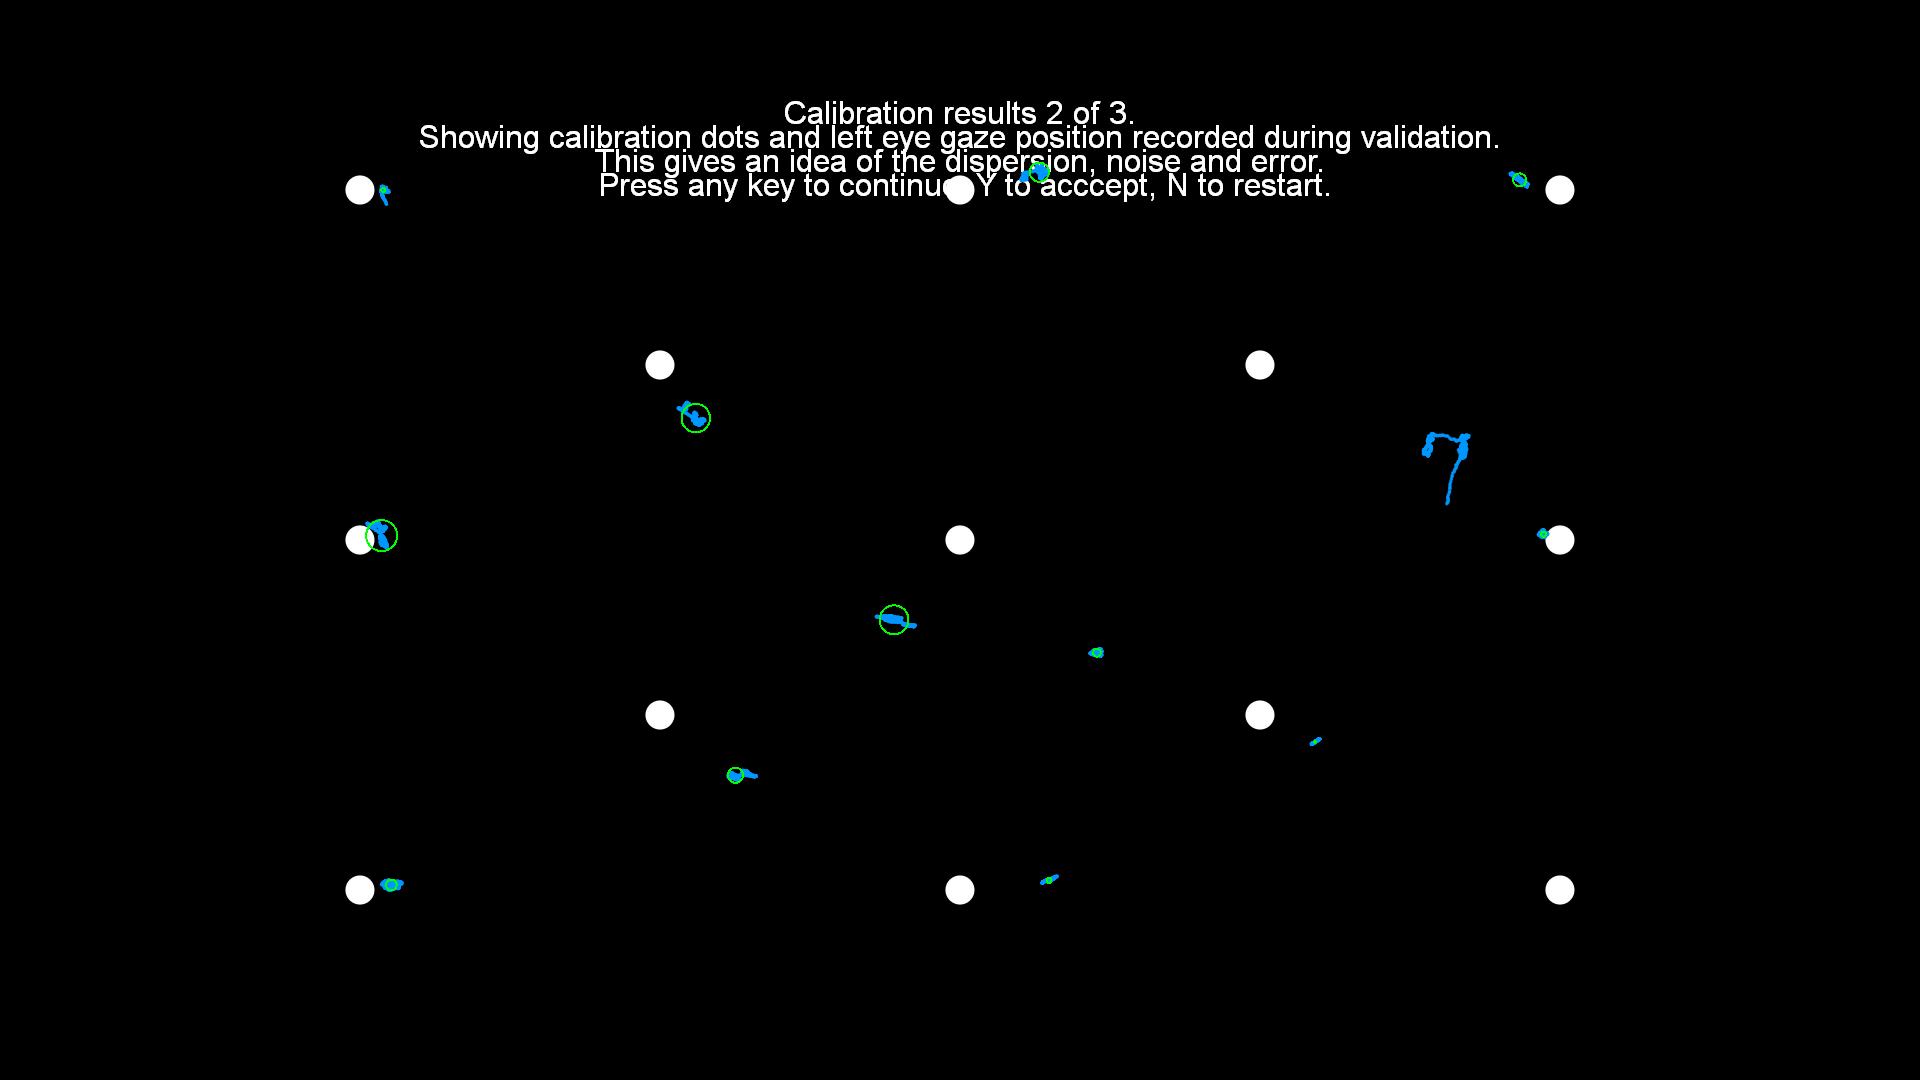 Calibration results 2 of 3.
Showing calibration dots and left eye gaze position recorded during validation.
This gives an idea of the dispersion, noise and error.
Press any key to continue, Y to acccept, N to restart.